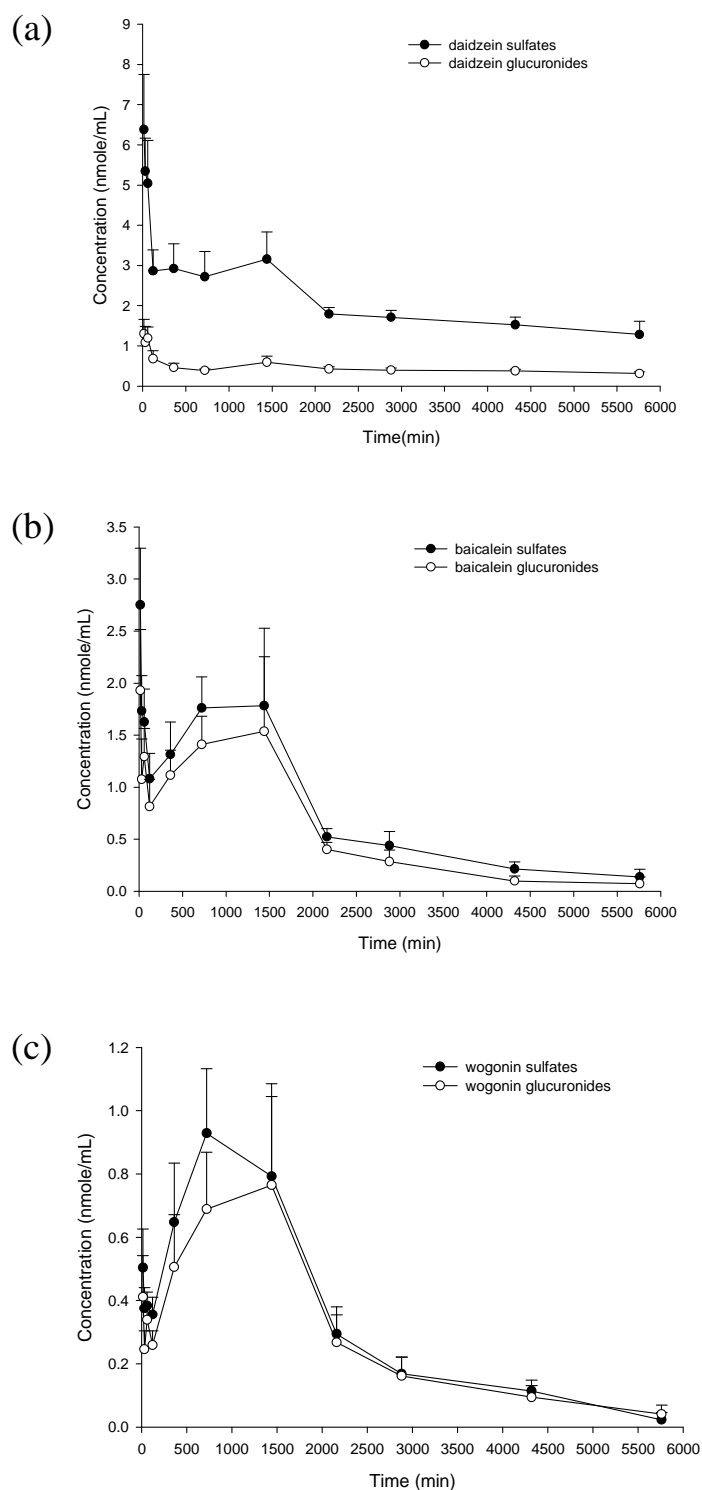 (a)
daidzein sulfates
daidzein glucuronides
Concentration (nmole/mL)
9
8
7
6
5
4
3
2
1
0
0 500 1000 1500 2000 2500 3000 3500 4000 4500 5000 5500 6000
Time(min)
(b)
baicalein sulfates
baicalein glucuronides
Concentration (nmole/mL)
3.5
3.0
2.5
2.0
1.5
1.0
0.5
0.0
0 500 1000 1500 2000 2500 3000 3500 4000 4500 5000 5500 6000
Time (min)
(c)
wogonin sulfates
wogonin glucuronides
Concentration (nmole/mL)
1.2
1.0
0.8
0.6
0.4
0.2
0.0
0 500 1000 1500 2000 2500 3000 3500 4000 4500 5000 5500 6000
Time (min)